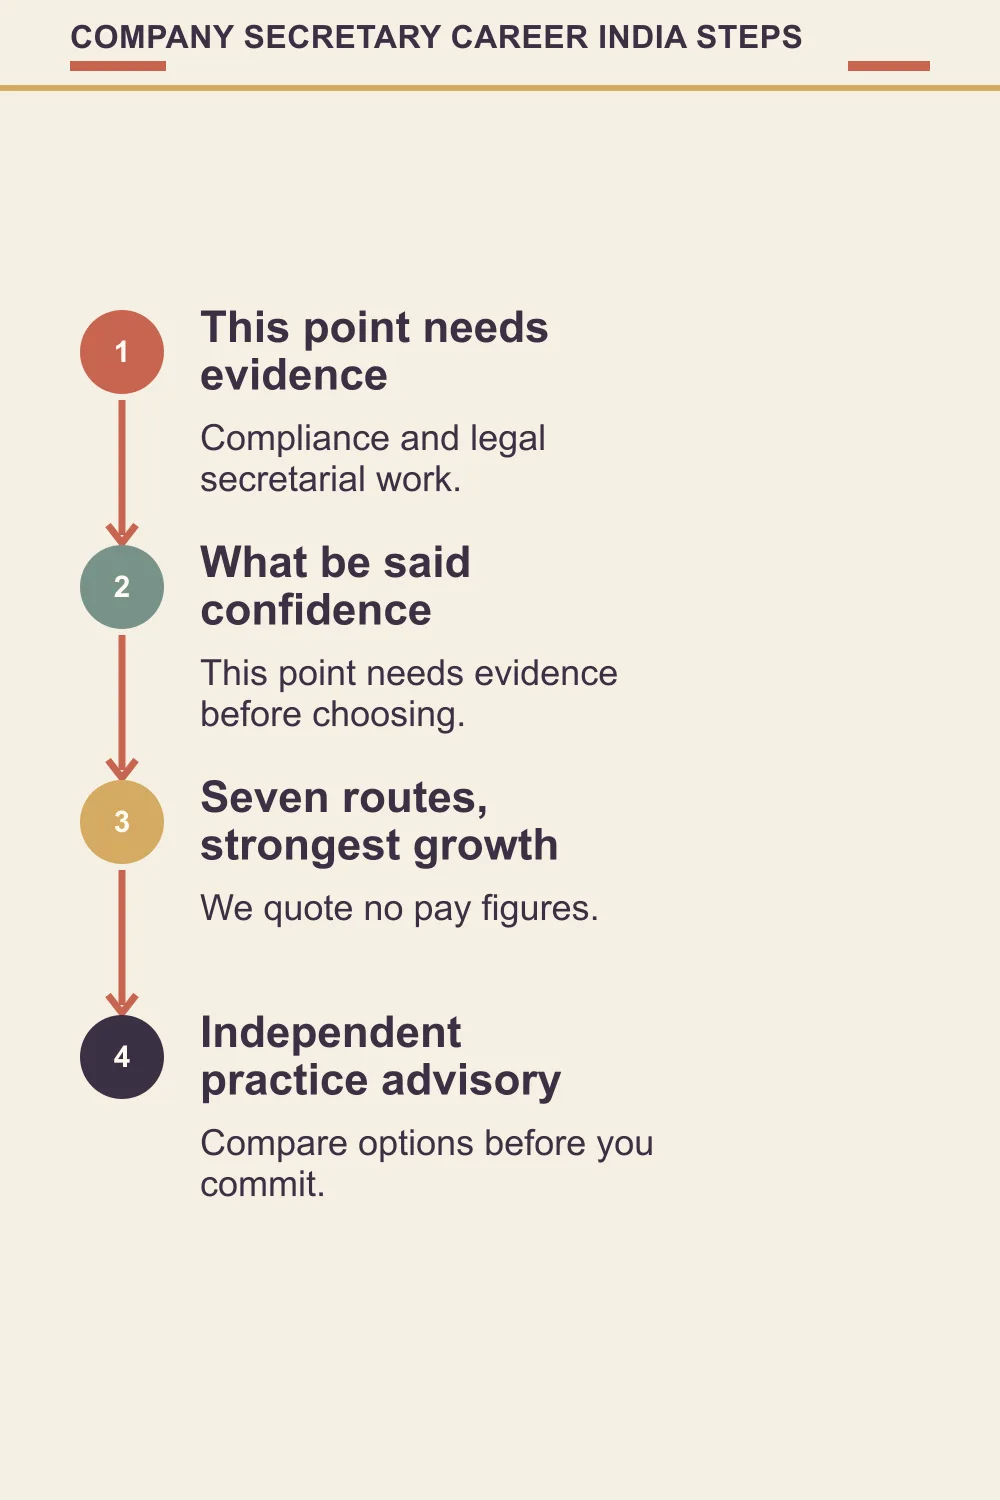 COMPANY SECRETARY CAREER INDIA STEPS
1
This point needs
evidence
Compliance and legal
secretarial work.
2
What be said
confidence
This point needs evidence
before choosing.
3
Seven routes,
strongest growth
We quote no pay figures.
4
Independent
practice advisory
Compare options before you
commit.